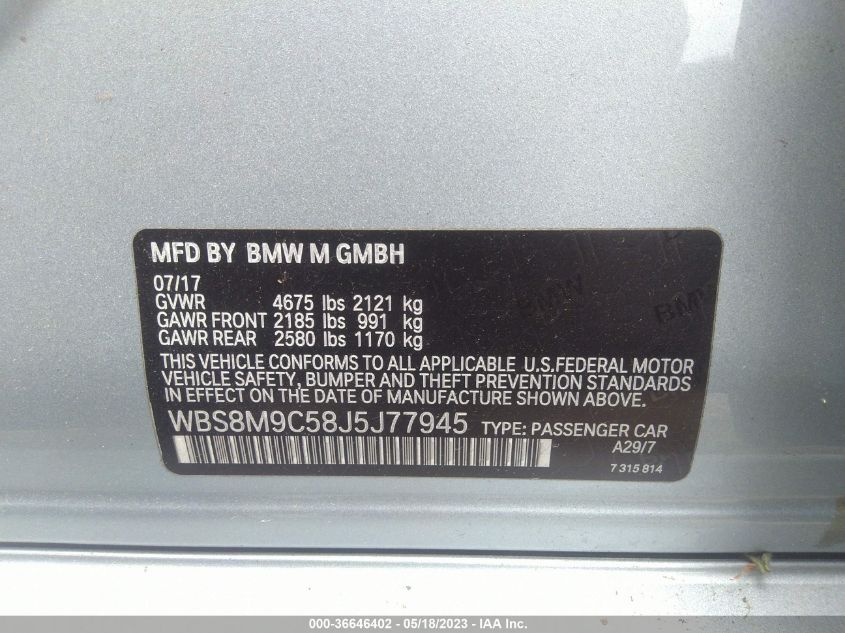 MFD BY BMW M GMBH
07/17
GVWR 4675 lbs 2121 kg
GAWR FRONT 2185 lbs 991 kg
GAWR REAR 2580 lbs 1170 kg
THIS VEHICLE CONFORMS TO ALL APPLICABLE U.S.FEDERAL MOTOR
VEHICLE SAFETY, BUMPER AND THEFT PREVENTION STANDARDS
IN EFFECT ON THE DATE OF MANUFACTURE SHOWN ABOVE.
WBS8M9C58J5J77945 TYPE: PASSENGER CAR
A29/7
7 315 814
000-36646402 - 05/18/2023 - IAA Inc.